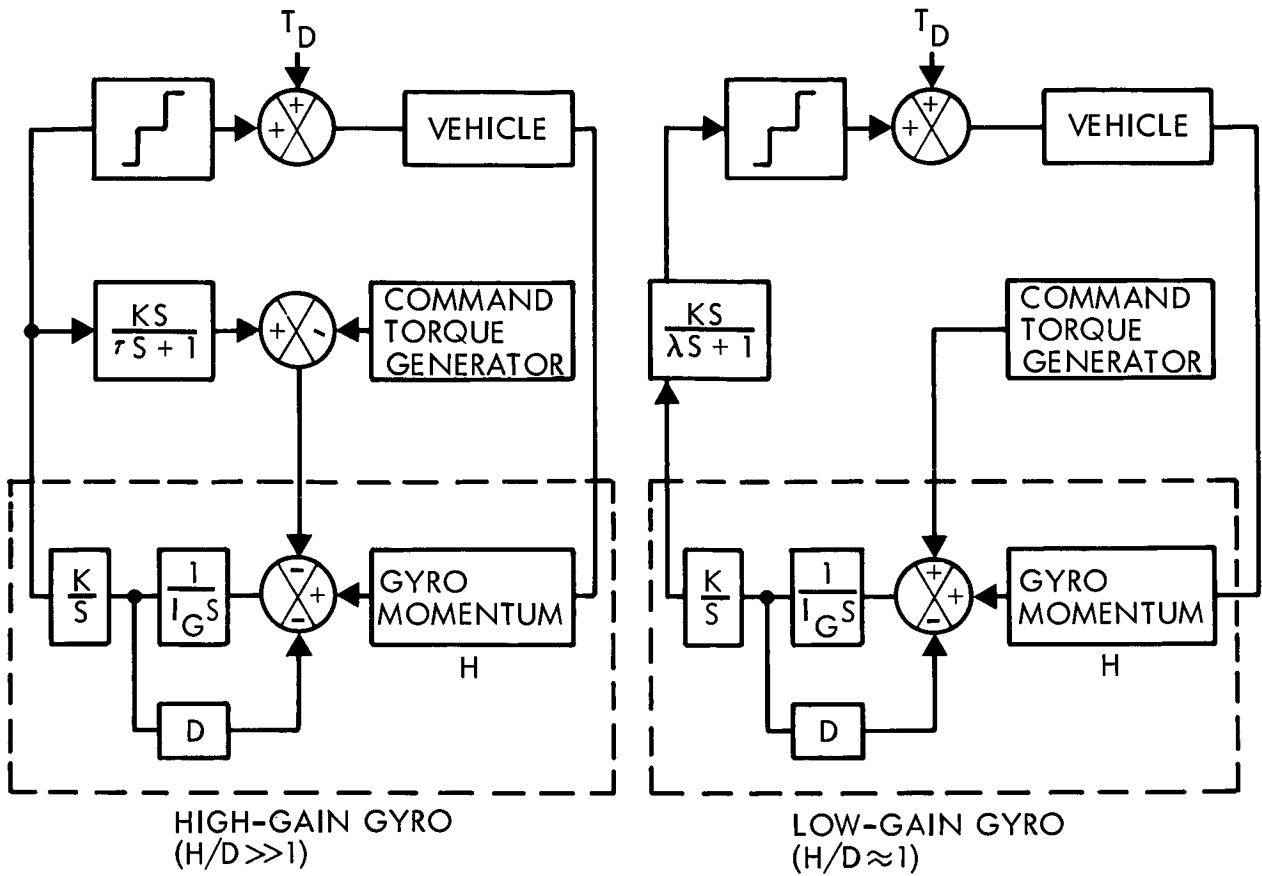 T_D
+
+
VEHICLE
KS
τS + 1
+
-
COMMAND
TORQUE
GENERATOR
K
S
1
I_G S
-
+
-
GYRO
MOMENTUM
H
D
HIGH-GAIN GYRO
(H/D>>1)
T_D
+
+
VEHICLE
KS
λS + 1
COMMAND
TORQUE
GENERATOR
K
S
1
I_G S
+
+
-
GYRO
MOMENTUM
H
D
LOW-GAIN GYRO
(H/D≈1)